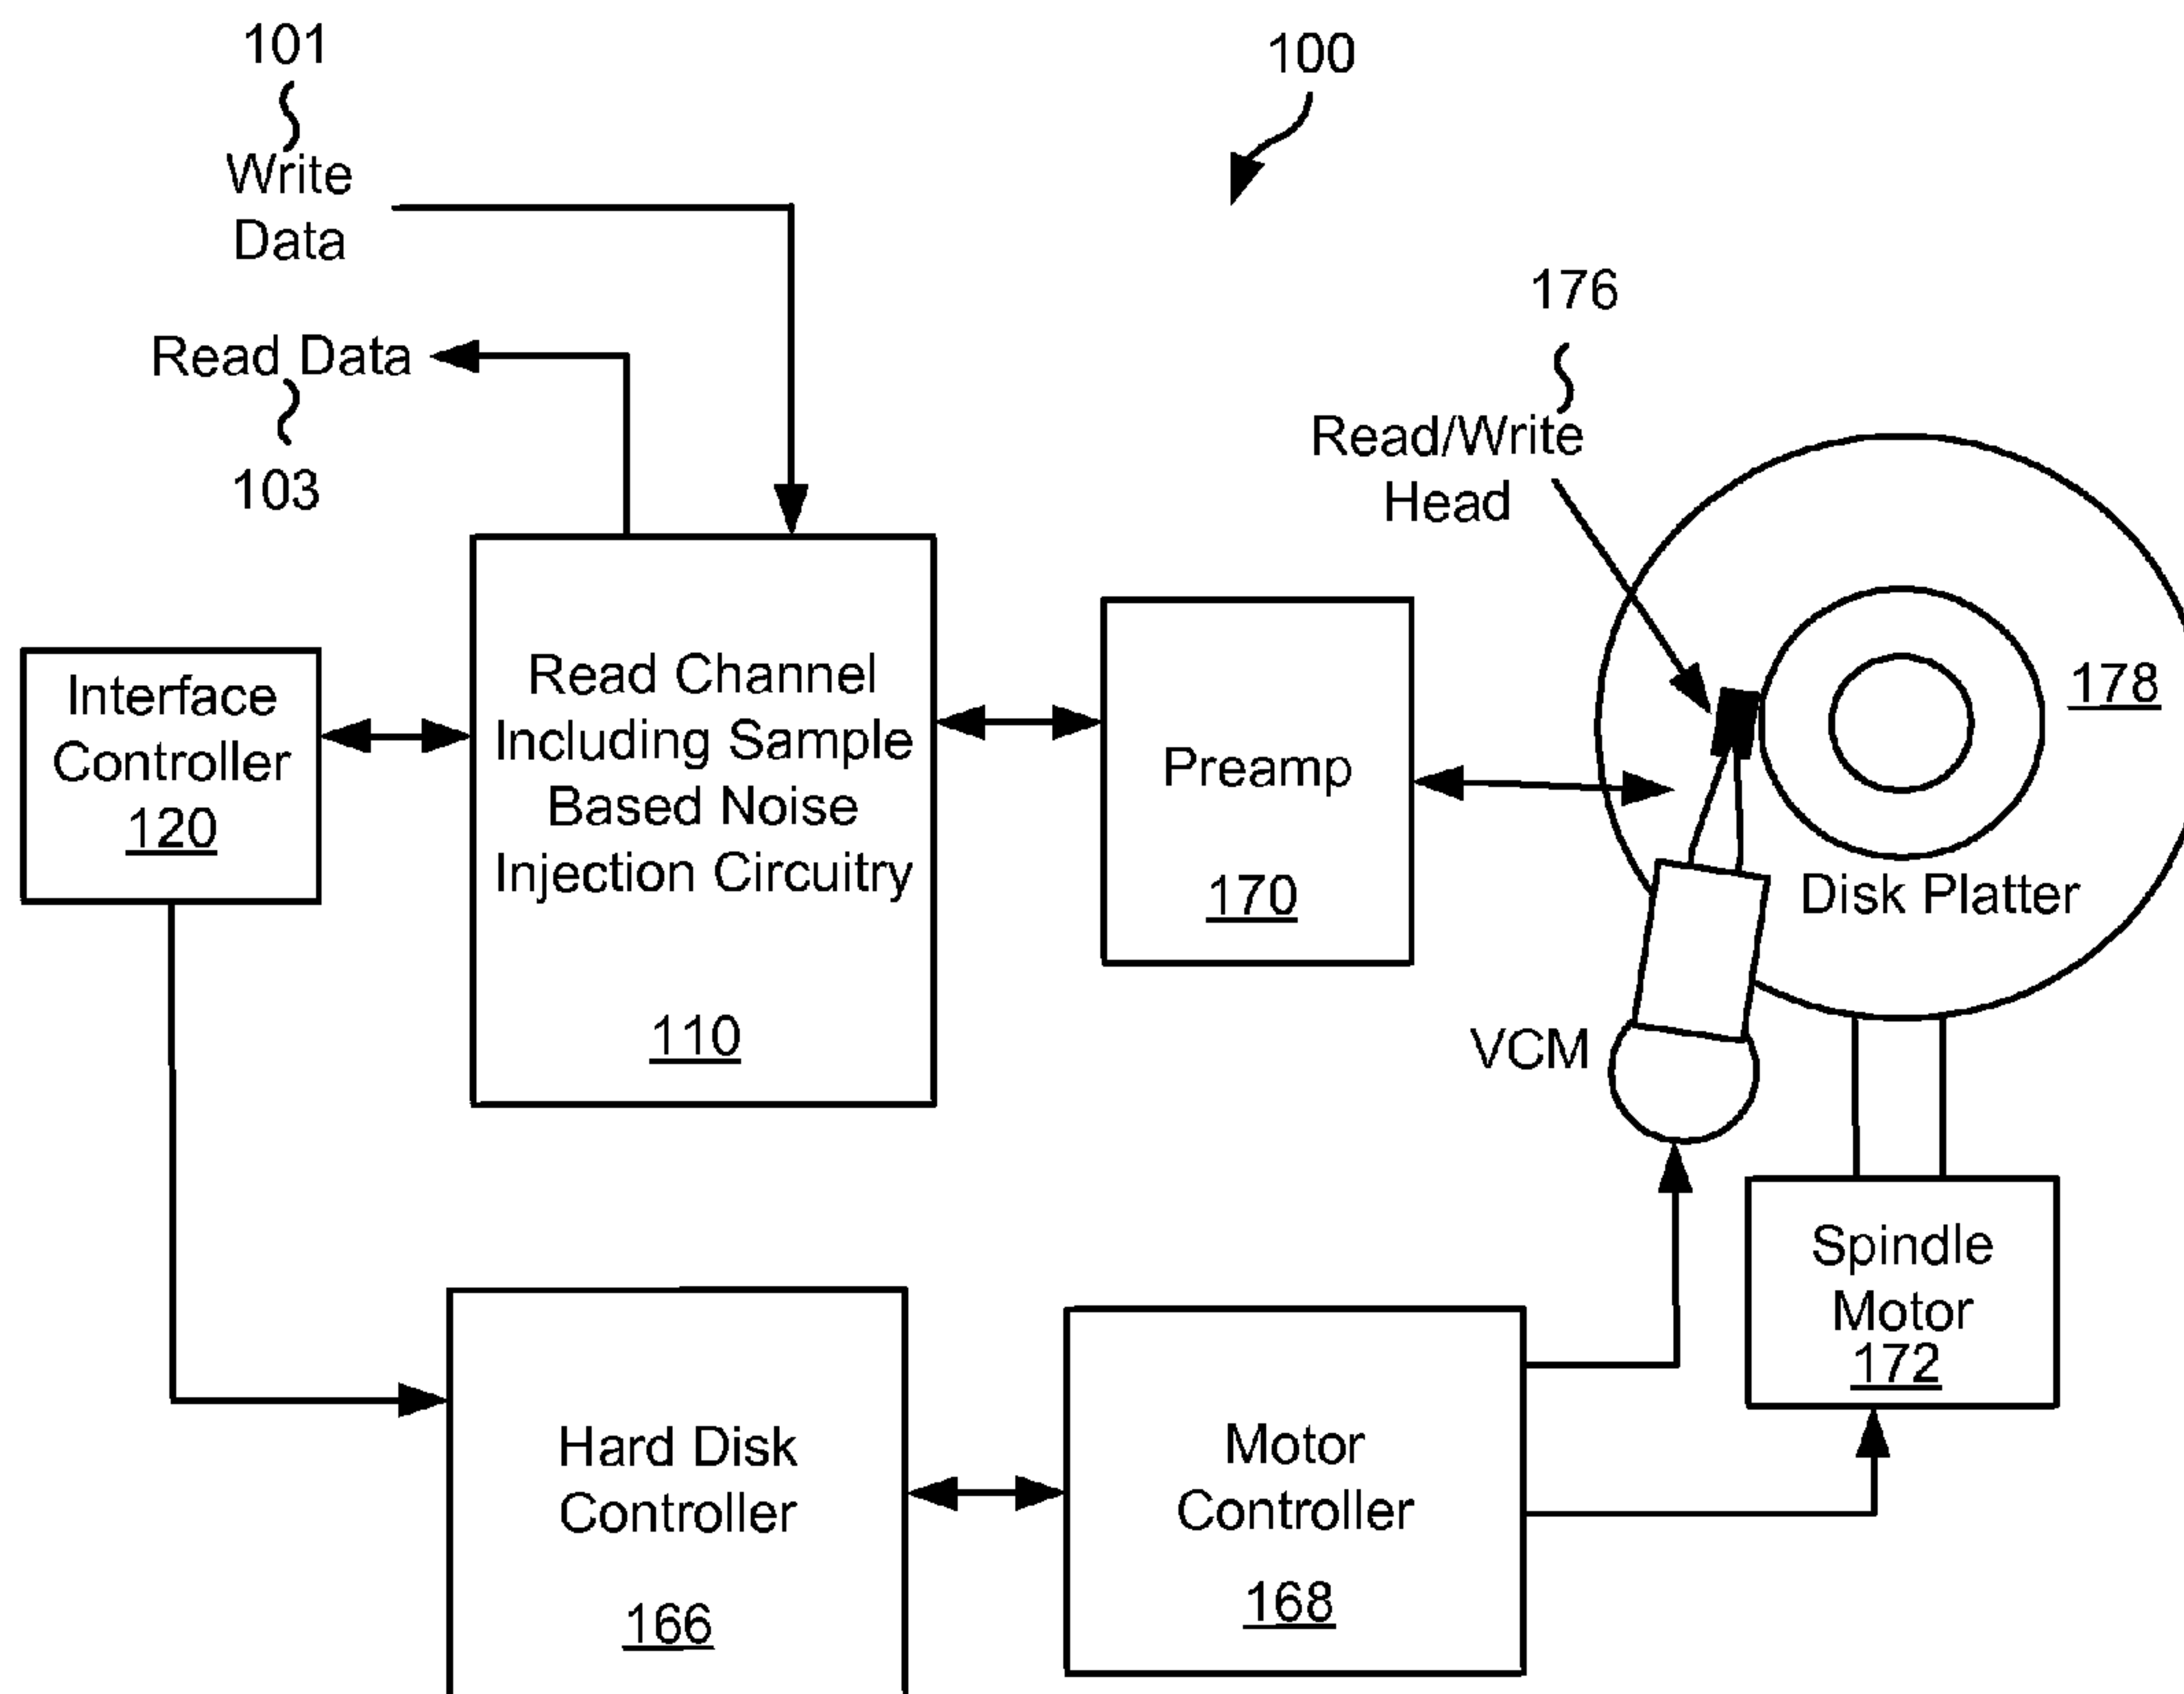 101
Write
Data
100
Read Data
103
176
Read/Write
Head
Interface
Controller
120
Read Channel
Including Sample
Based Noise
Injection Circuitry
110
Preamp
170
178
Disk Platter
VCM
Spindle
Motor
172
Hard Disk
Controller
166
Motor
Controller
168